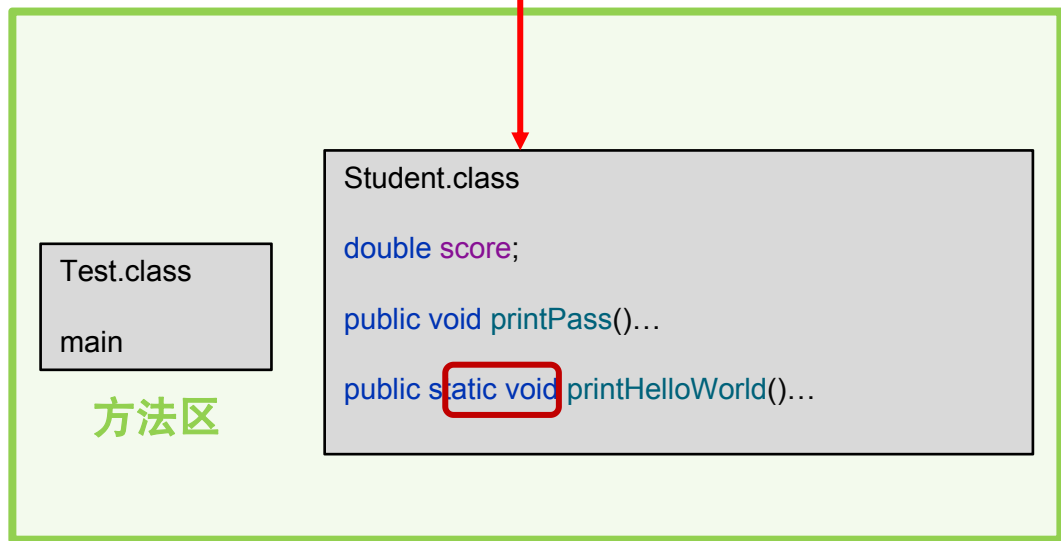 Student.class
double score;
public void printPass()…
public static void printHelloWorld()…
Test.class
main
方法区